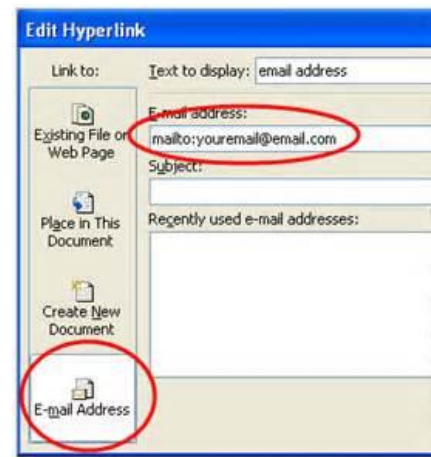 Edit Hyperlink
Link to:
Text to display: email address
Existing File or
Web Page
E-mail address:
mailto:youremail@email.com
Subject:
Place in This
Document
Recently used e-mail addresses:
Create New
Document
E-mail Address